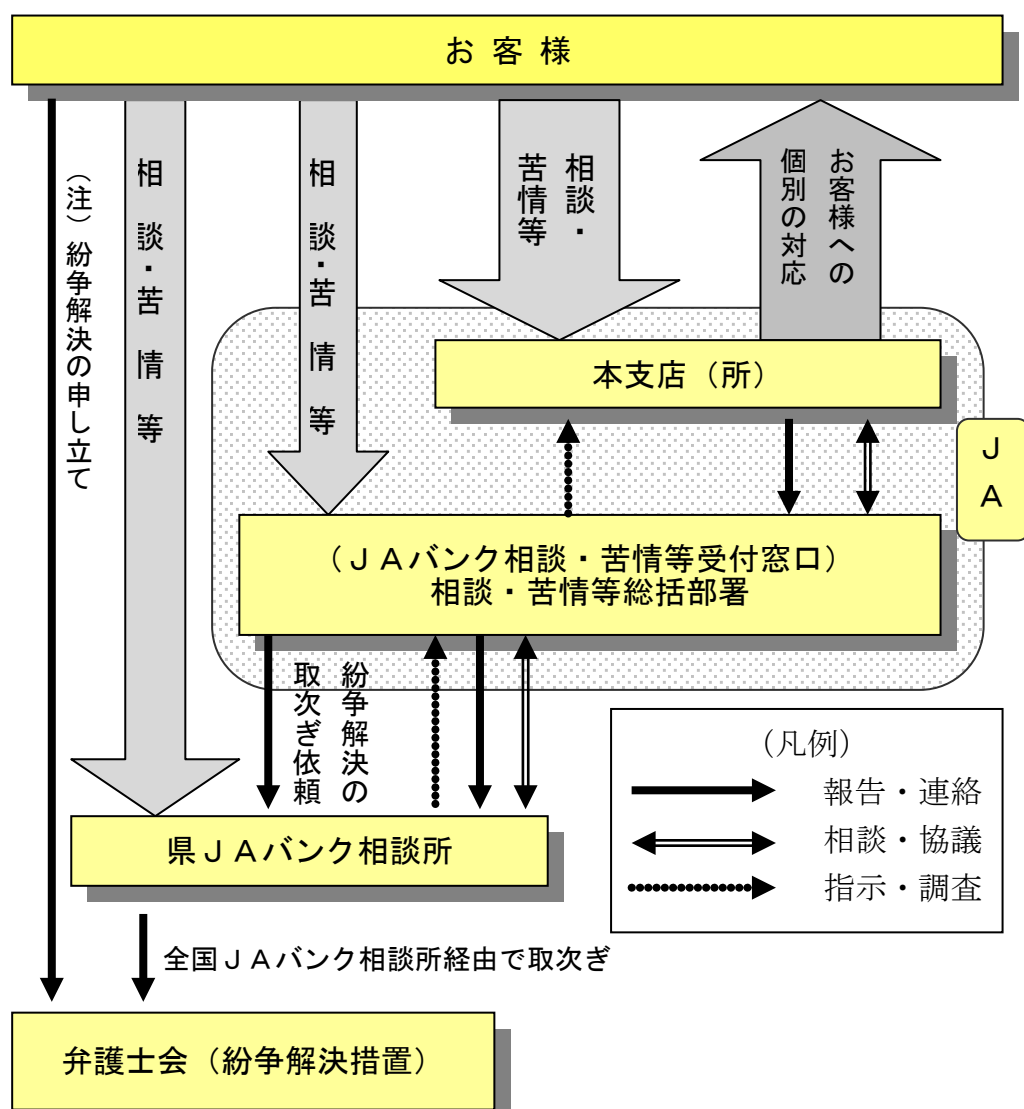 お客様
(注)紛争解決の申し立て
相談・苦情等
相談・苦情等
相談・
苦情等
お客様への
個別の対応
本支店(所)
JA
(JAバンク相談・苦情等受付窓口)
相談・苦情等総括部署
紛争解決の
取次ぎ依頼
(凡例)
報告・連絡
相談・協議
指示・調査
県JAバンク相談所
全国JAバンク相談所経由で取次ぎ
弁護士会(紛争解決措置)